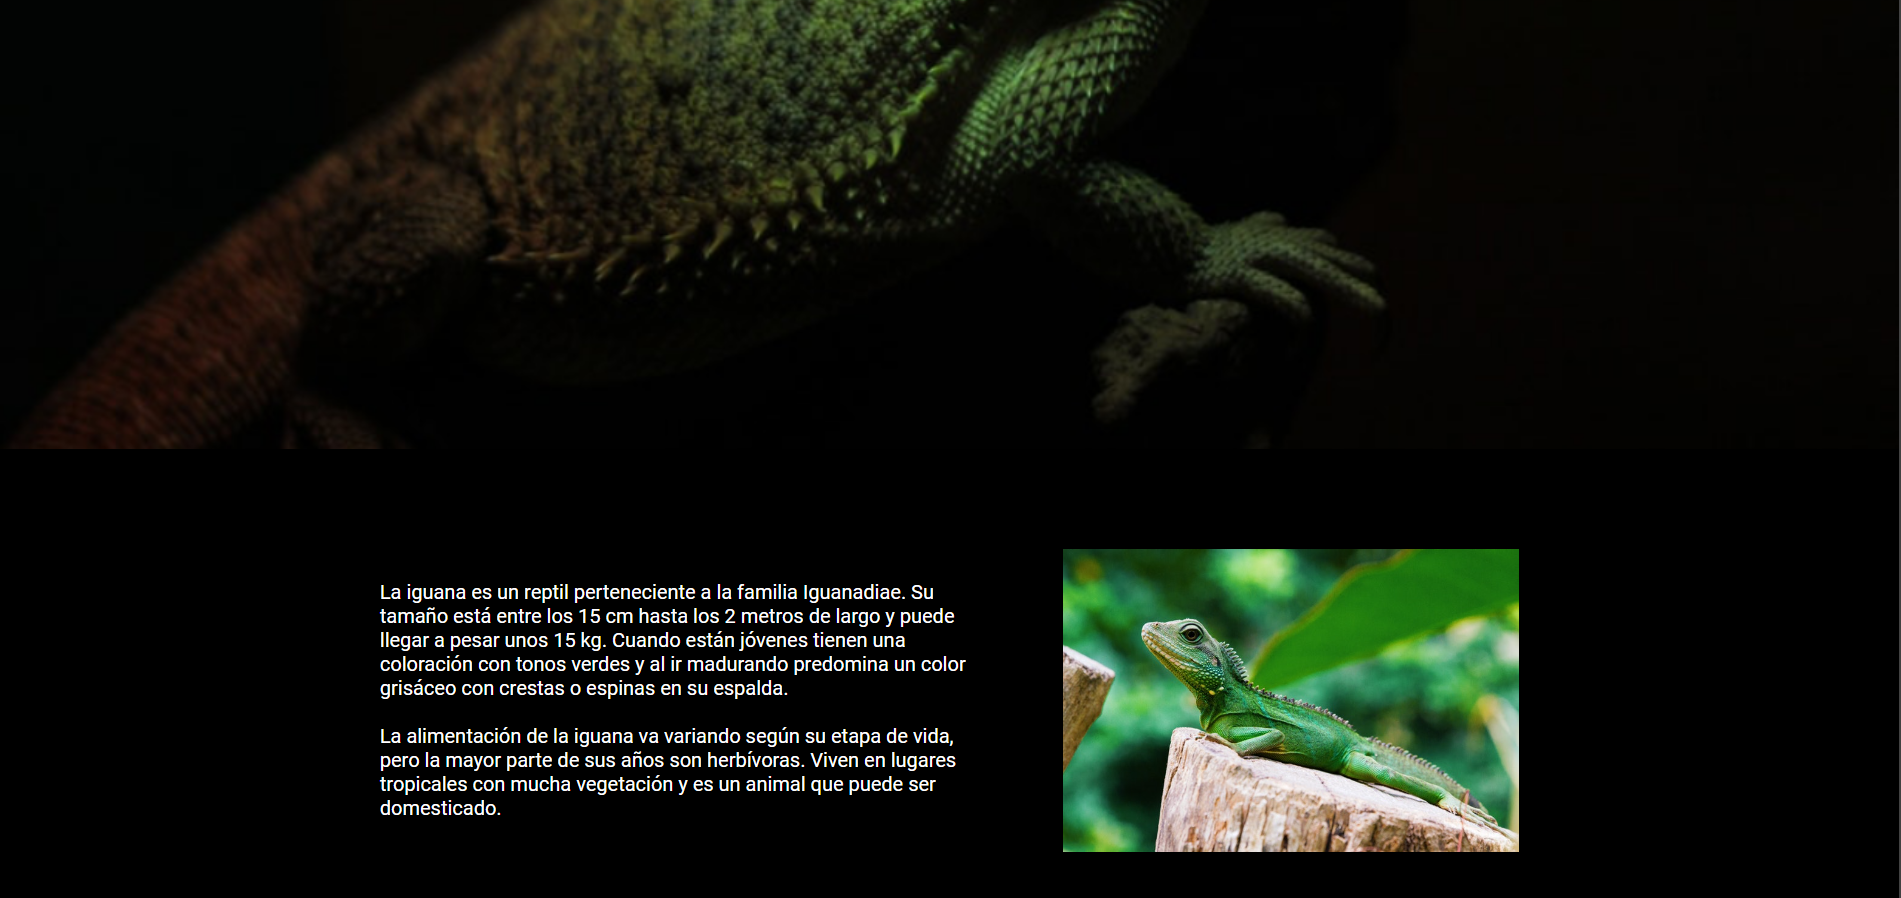 La iguana es un reptil perteneciente a la familia Iguanadiae. Su
tamaño está entre los 15 cm hasta los 2 metros de largo y puede
llegar a pesar unos 15 kg. Cuando están jóvenes tienen una
coloración con tonos verdes y al ir madurando predomina un color
grisáceo con crestas o espinas en su espalda.
La alimentación de la iguana va variando según su etapa de vida,
pero la mayor parte de sus años son herbívoras. Viven en lugares
tropicales con mucha vegetación y es un animal que puede ser
domesticado.